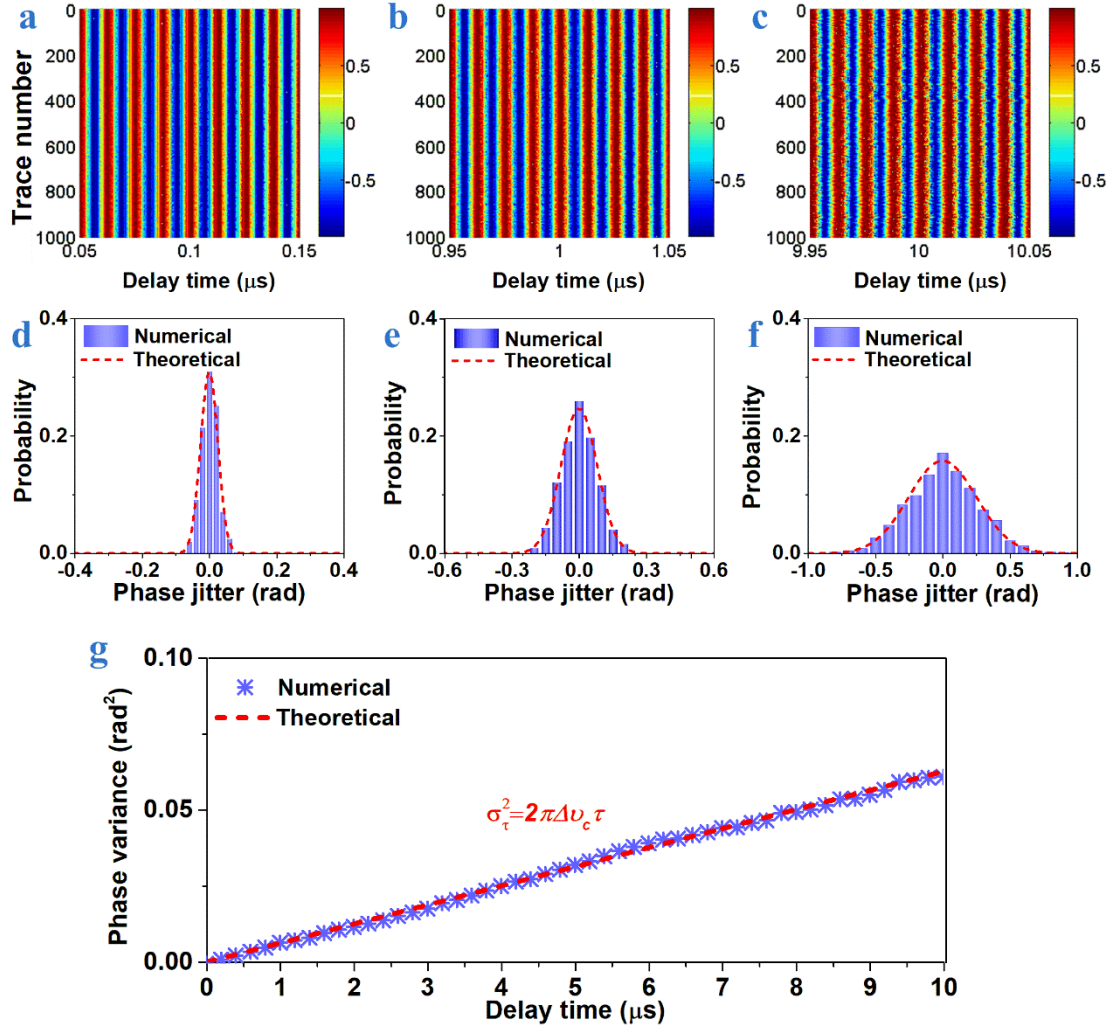 a b c
0 0 0
200 200 200
400 400 400
600 600 600
800 800 800
1000 1000 1000
Trace number
0.5 0.5 0.5
0 0 0
-0.5 -0.5 -0.5
0.05 0.1 0.15 0.95 1 1.05 9.95 10 10.05
Delay time (μs) Delay time (μs) Delay time (μs)
d e f
0.4 0.4 0.4
Numerical Numerical Numerical
Theoretical Theoretical Theoretical
Probability Probability Probability
0.2 0.2 0.2
0.0 0.0 0.0
-0.4 -0.2 0.0 0.2 0.4 -0.6 -0.3 0.0 0.3 0.6 -1.0 -0.5 0.0 0.5 1.0
Phase jitter (rad) Phase jitter (rad) Phase jitter (rad)
g
0.10
Numerical
Theoretical
Phase variance (rad²)
0.05
σ²τ=2πΔυcτ
0.00
0 1 2 3 4 5 6 7 8 9 10
Delay time (μs)